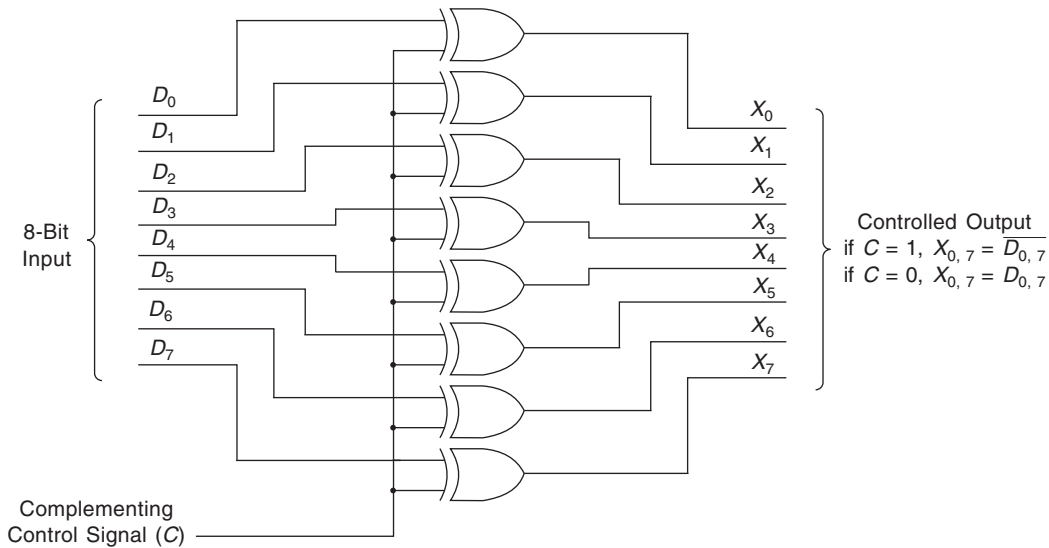 D0
D1
D2
D3
D4
D5
D6
D7
8-Bit
Input
X0
X1
X2
X3
X4
X5
X6
X7
Controlled Output
if C = 1, X0, 7 = D̅0, 7
if C = 0, X0, 7 = D0, 7
Complementing
Control Signal (C)